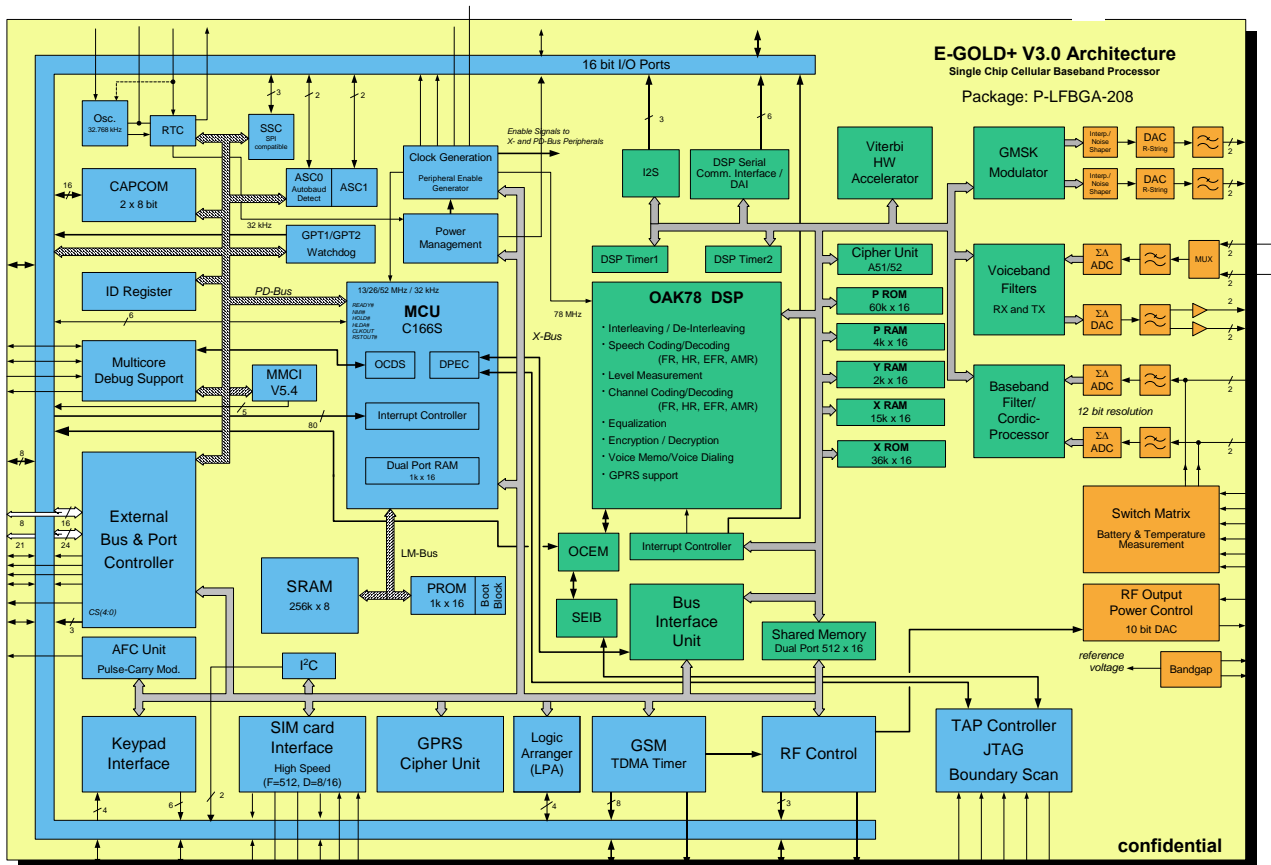 E-GOLD+ V3.0 Architecture
Single Chip Cellular Baseband Processor
Package: P-LFBGA-208
16 bit I/O Ports
Osc.
32.768 kHz
RTC
3
SSC
SPI
compatible
2
2
ASC0
Autobaud
Detect
ASC1
Enable Signals to
X- and PD-Bus Peripherals
Clock Generation
Peripheral Enable
Generator
3
6
I2S
DSP Serial
Comm. Interface /
DAI
Viterbi
HW
Accelerator
GMSK
Modulator
Interp./
Noise
Shaper
DAC
R-String
2
Interp./
Noise
Shaper
DAC
R-String
2
16
CAPCOM
2 x 8 bit
32 kHz
GPT1/GPT2
Watchdog
Power
Management
DSP Timer1
DSP Timer2
Cipher Unit
A51/52
Voiceband
Filters
RX and TX
ΣΔ
ADC
MUX
2
2
ΣΔ
DAC
2
2
ID Register
PD-Bus
6
13/26/52 MHz / 32 kHz
READY#
NMI#
HOLD#
HLDA#
CLKOUT
RSTOUT#
MCU
C166S
X-Bus
78 MHz
OCDS
DPEC
Interrupt Controller
Dual Port RAM
1k x 16
OAK78 DSP
· Interleaving / De-Interleaving
· Speech Coding/Decoding
(FR, HR, EFR, AMR)
· Level Measurement
· Channel Coding/Decoding
(FR, HR, EFR, AMR)
· Equalization
· Encryption / Decryption
· Voice Memo/Voice Dialing
· GPRS support
P ROM
60k x 16
P RAM
4k x 16
Y RAM
2k x 16
X RAM
15k x 16
X ROM
36k x 16
Baseband
Filter/
Cordic-
Processor
ΣΔ
ADC
2
12 bit resolution
ΣΔ
ADC
2
Multicore
Debug Support
MMCI
V5.4
5
80
8
8
16
21
24
External
Bus & Port
Controller
CS(4:0)
3
LM-Bus
SRAM
256k x 8
PROM
1k x 16
Boot
Block
OCEM
SEIB
Interrupt Controller
Bus
Interface
Unit
Shared Memory
Dual Port 512 x 16
Switch Matrix
Battery & Temperature
Measurement
RF Output
Power Control
10 bit DAC
reference
voltage
Bandgap
AFC Unit
Pulse-Carry Mod.
I²C
Keypad
Interface
4
6
2
SIM card
Interface
High Speed
(F=512, D=8/16)
GPRS
Cipher Unit
Logic
Arranger
(LPA)
4
GSM
TDMA Timer
8
RF Control
3
TAP Controller
JTAG
Boundary Scan
confidential